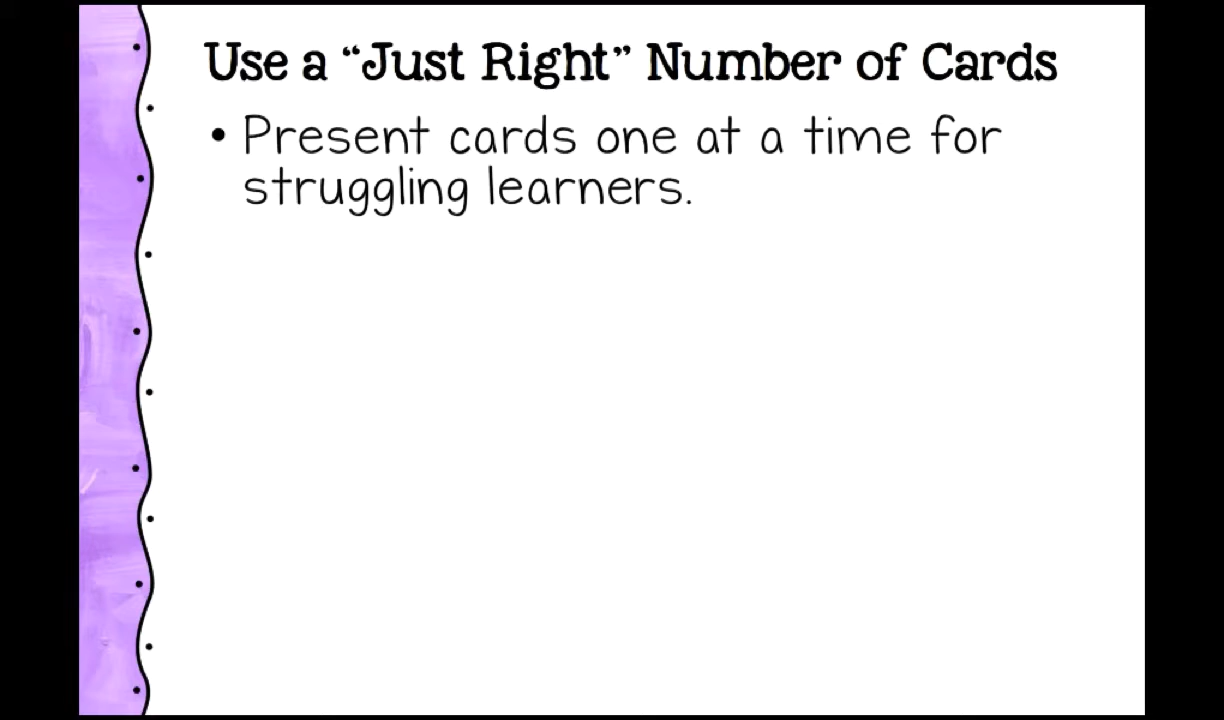 Use a “Just Right” Number of Cards
• Present cards one at a time for
struggling learners.